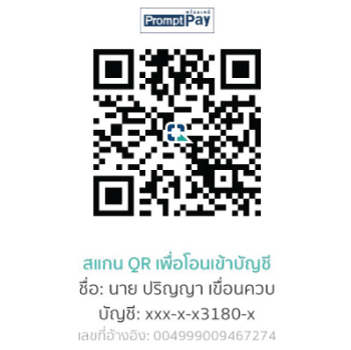 พร้อมเพย์
PromptPay
สแกน QR เพื่อโอนเข้าบัญชี
ชื่อ: นาย ปริญญา เขื่อนควบ
บัญชี: xxx-x-x3180-x
เลขที่อ้างอิง: 004999009467274